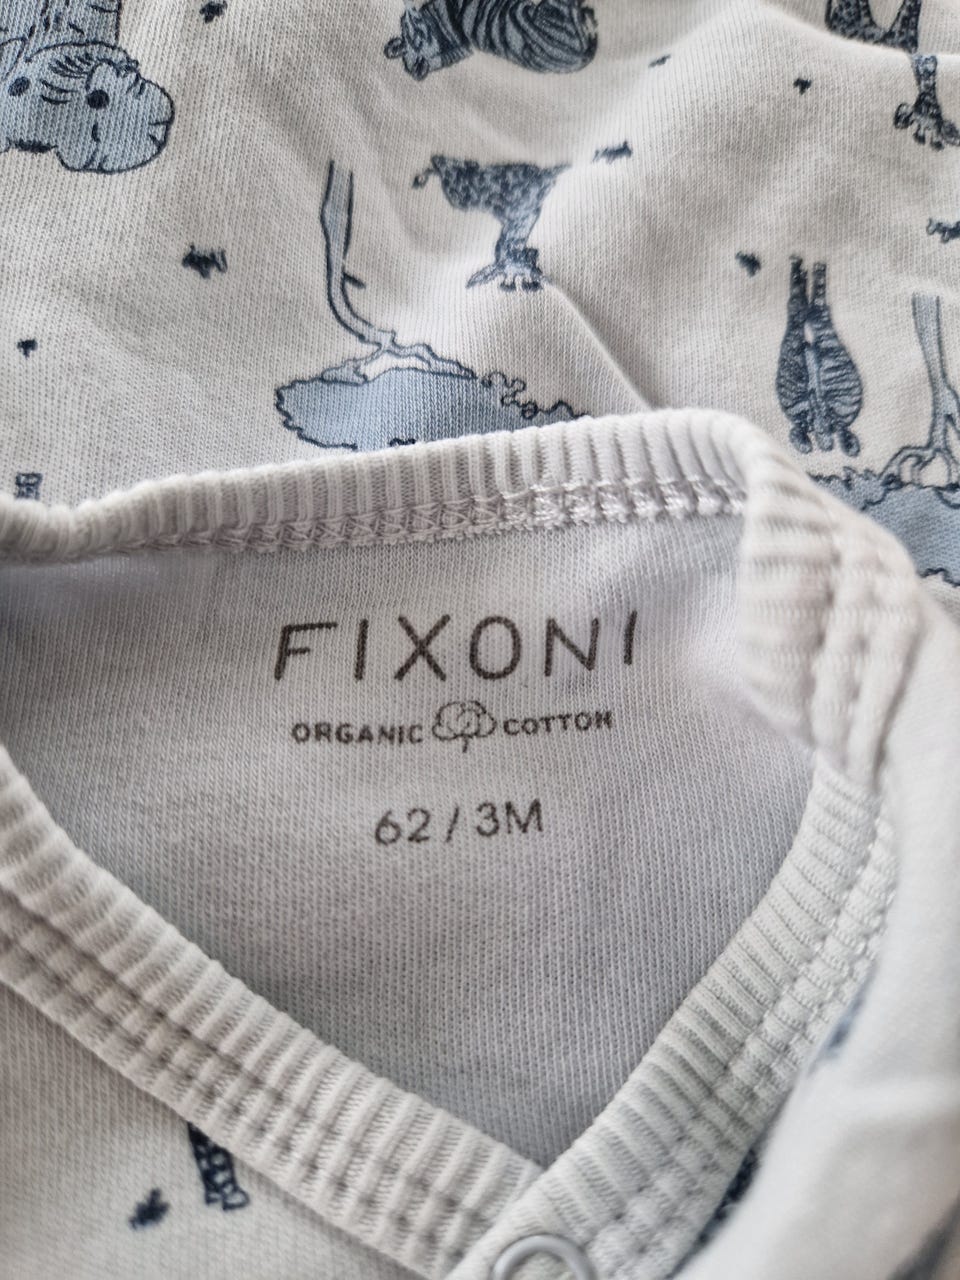 FIXONI
ORGANIC COTTON
62 / 3M